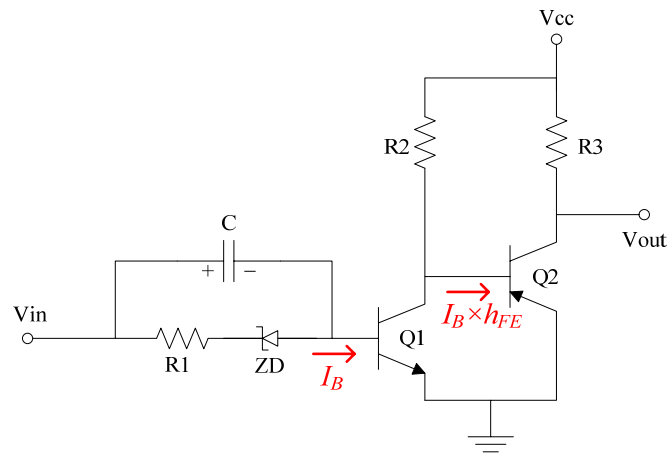 Vcc
R2
R3
C
Vout
+
−
Q2
Vin
I_B×h_FE
Q1
R1
ZD
I_B